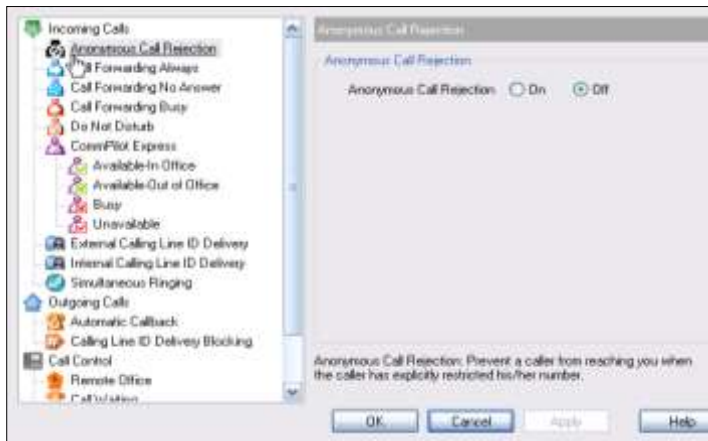 Incoming Calls
Anonymous Call Rejection
Call Forwarding Always
Call Forwarding No Answer
Call Forwarding Busy
Do Not Disturb
CommPilot Express
Available-In Office
Available-Out of Office
Busy
Unavailable
External Calling Line ID Delivery
Internal Calling Line ID Delivery
Simultaneous Ringing
Outgoing Calls
Automatic Callback
Calling Line ID Delivery Blocking
Call Control
Remote Office
Call Waiting
Anonymous Call Rejection
Anonymous Call Rejection
Anonymous Call Rejection On Off
Anonymous Call Rejection: Prevent a caller from reaching you when
the caller has explicitly restricted his/her number.
OK Cancel Apply Help